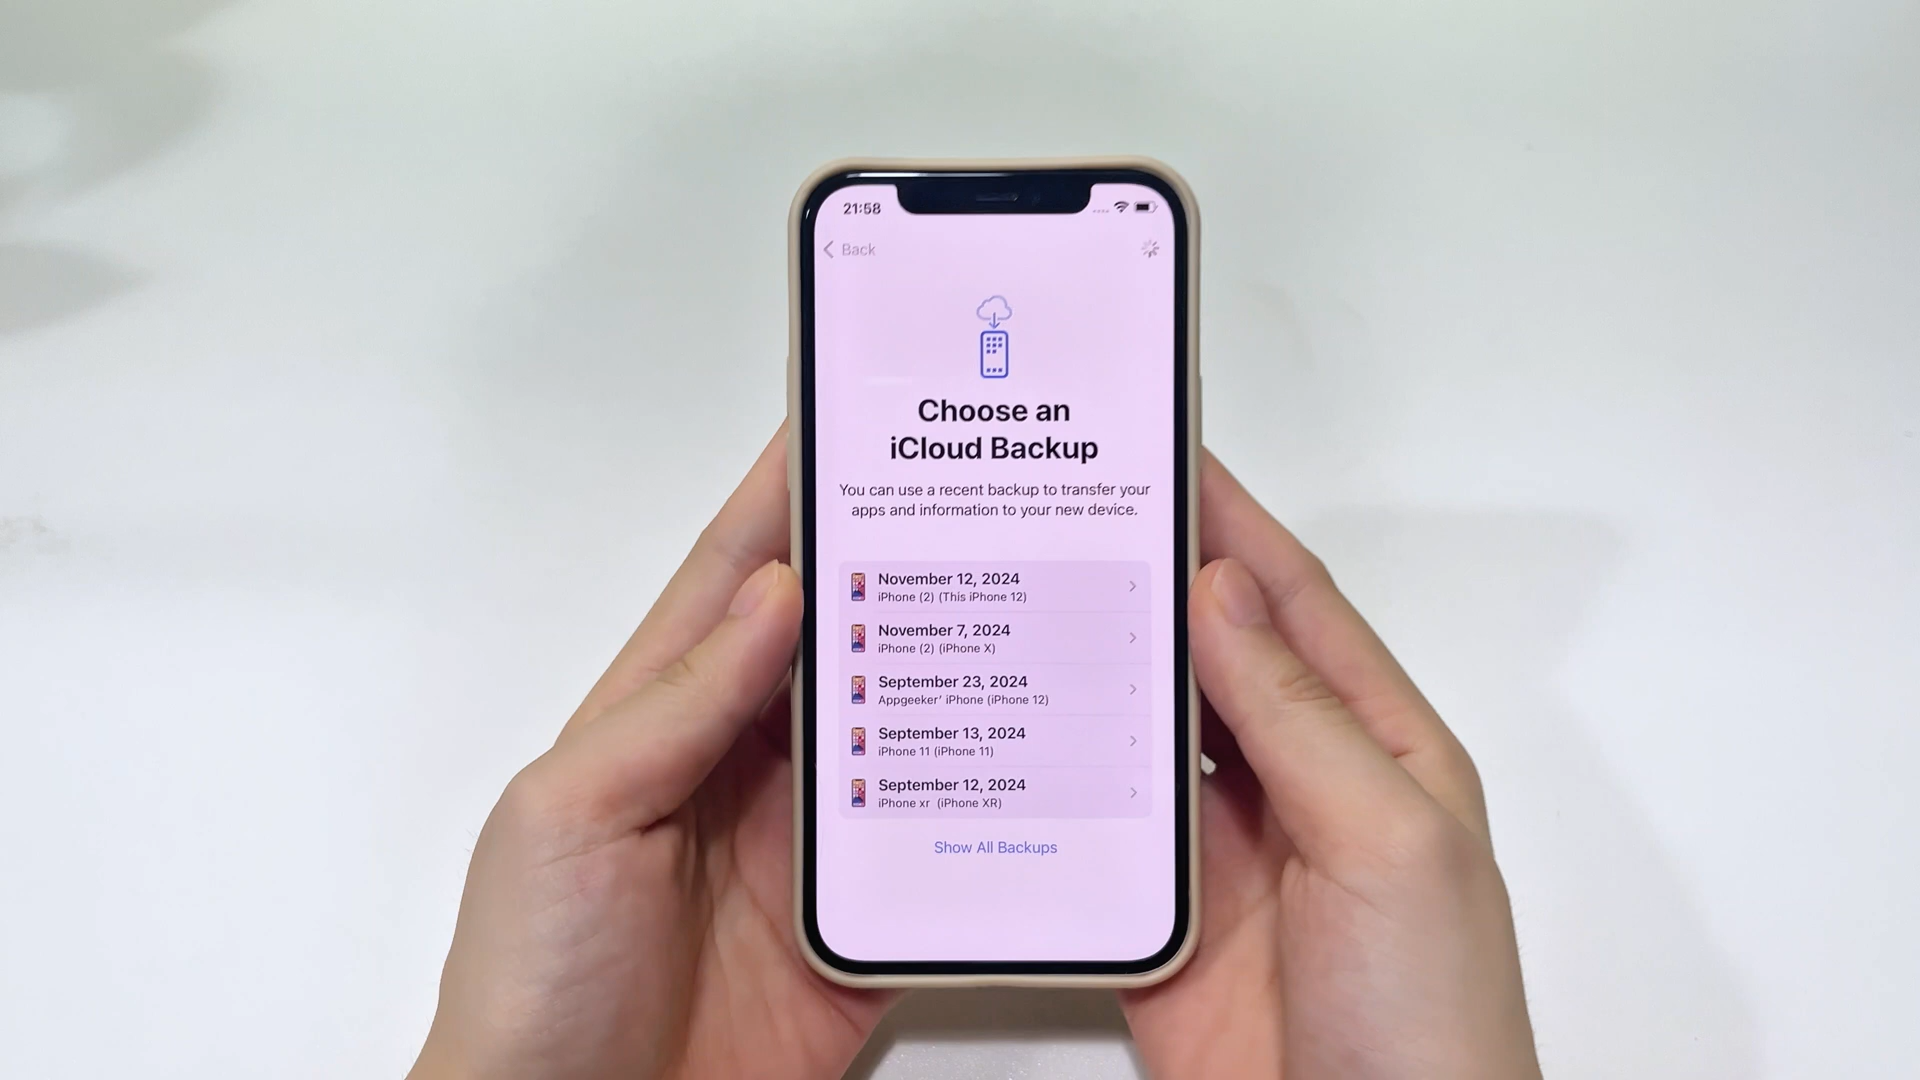 21:58
Back
Choose an
iCloud Backup
You can use a recent backup to transfer your
apps and information to your new device.
November 12, 2024
iPhone (2) (This iPhone 12)
November 7, 2024
iPhone (2) (iPhone X)
September 23, 2024
Appgeeker’ iPhone (iPhone 12)
September 13, 2024
iPhone 11 (iPhone 11)
September 12, 2024
iPhone xr (iPhone XR)
Show All Backups